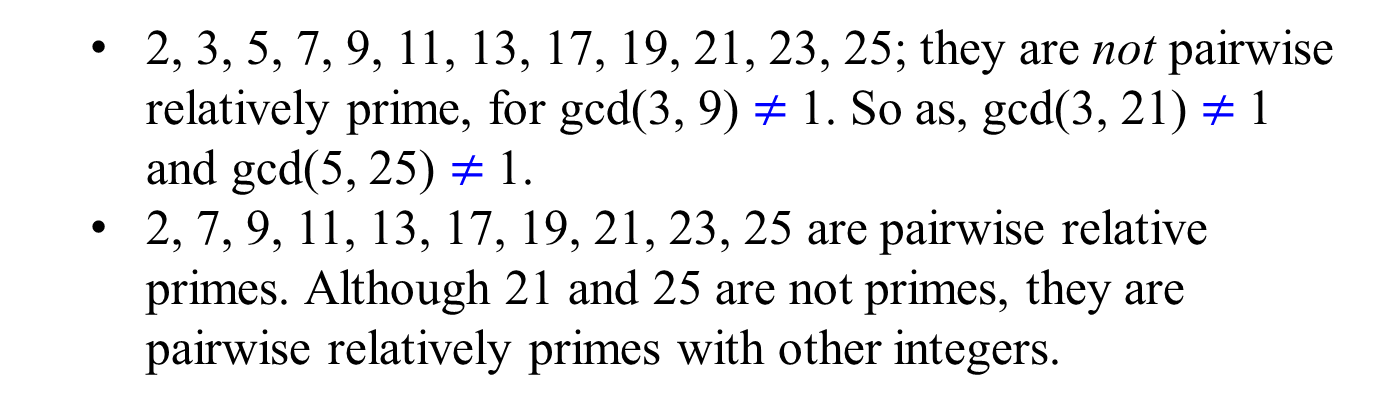 • 2, 3, 5, 7, 9, 11, 13, 17, 19, 21, 23, 25; they are not pairwise
relatively prime, for gcd(3, 9) ≠ 1. So as, gcd(3, 21) ≠ 1
and gcd(5, 25) ≠ 1.
• 2, 7, 9, 11, 13, 17, 19, 21, 23, 25 are pairwise relative
primes. Although 21 and 25 are not primes, they are
pairwise relatively primes with other integers.